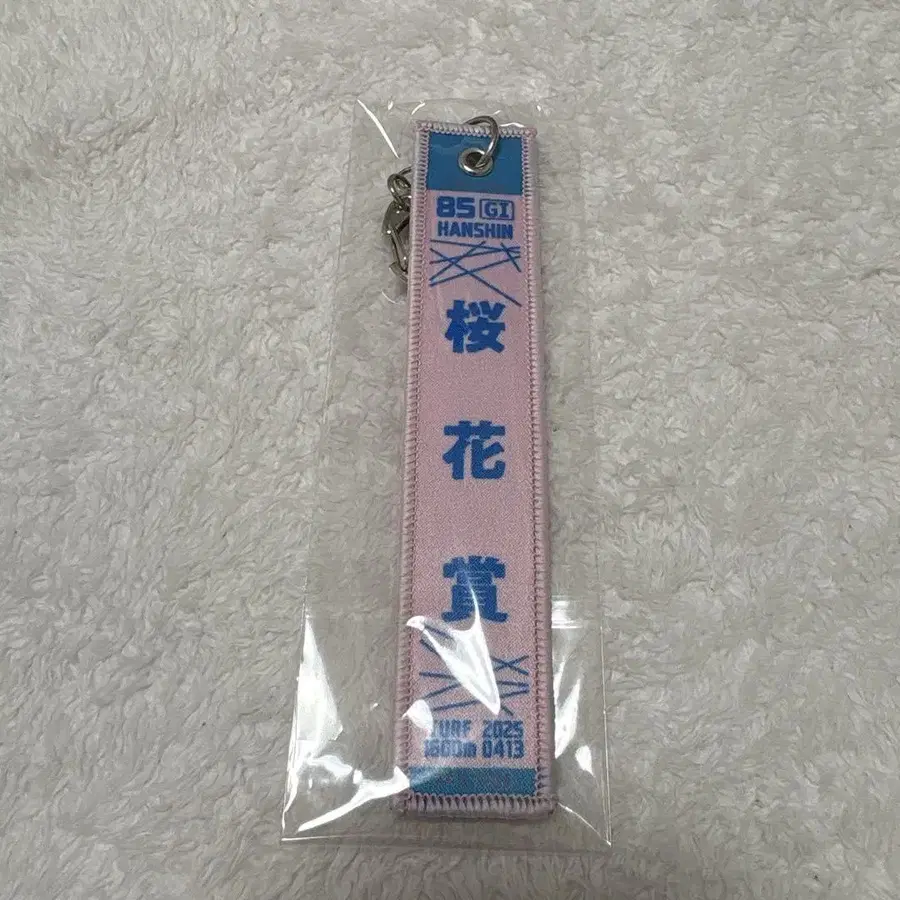 85 GI
HANSHIN
桜花賞
TURF 2025
1600m 0413